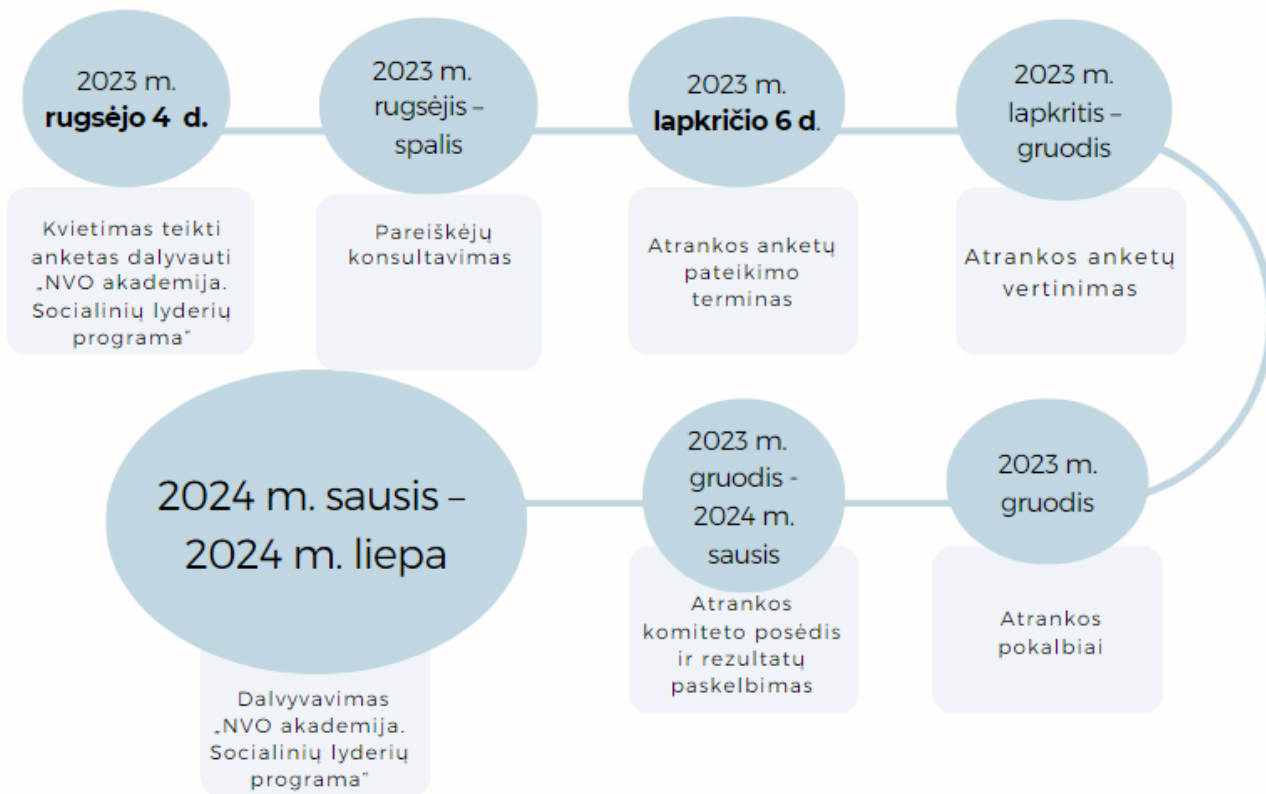 2023 m.
rugsėjo 4 d.
Kvietimas teikti
anketas dalyvauti
„NVO akademija.
Socialinių lyderių
programa“
2023 m.
rugsėjis –
spalis
Pareiškėjų
konsultavimas
2023 m.
lapkričio 6 d.
Atrankos anketų
pateikimo
terminas
2023 m.
lapkritis –
gruodis
Atrankos anketų
vertinimas
2023 m.
gruodis
Atrankos
pokalbiai
2023 m.
gruodis -
2024 m.
sausis
Atrankos
komiteto posėdis
ir rezultatų
paskelbimas
2024 m. sausis –
2024 m. liepa
Dalvyvavimas
„NVO akademija.
Socialinių lyderių
programa“